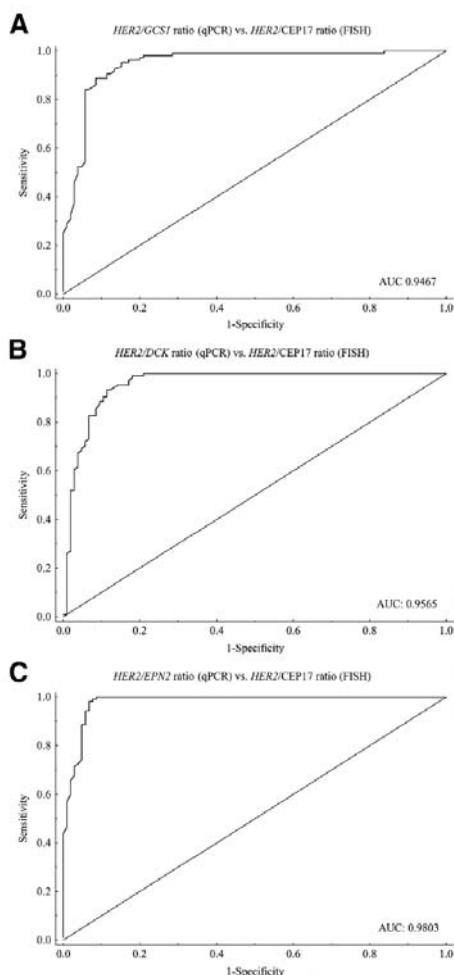 A
HER2/GCS1 ratio (qPCR) vs. HER2/CEP17 ratio (FISH)
1.0
0.8
0.6
0.4
0.2
0.0
Sensitivity
AUC 0.9467
0.0 0.2 0.4 0.6 0.8 1.0
1-Specificity
B
HER2/DCK ratio (qPCR) vs. HER2/CEP17 ratio (FISH)
1.0
0.8
0.6
0.4
0.2
0.0
Sensitivity
AUC: 0.9565
0.0 0.2 0.4 0.6 0.8 1.0
1-Specificity
C
HER2/EPN2 ratio (qPCR) vs. HER2/CEP17 ratio (FISH)
1.0
0.8
0.6
0.4
0.2
0.0
Sensitivity
AUC: 0.9803
0.0 0.2 0.4 0.6 0.8 1.0
1-Specificity